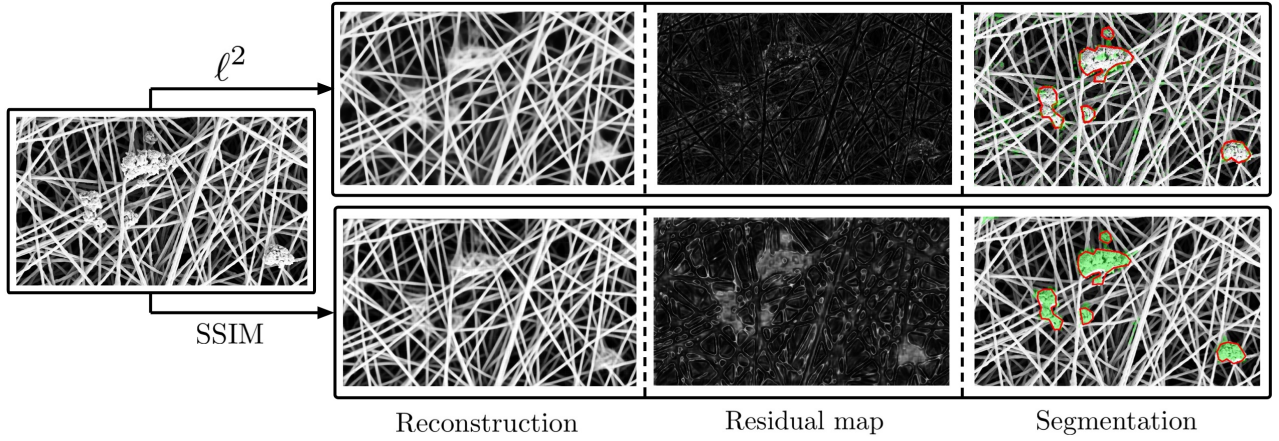 ℓ²
SSIM
Reconstruction
Residual map
Segmentation